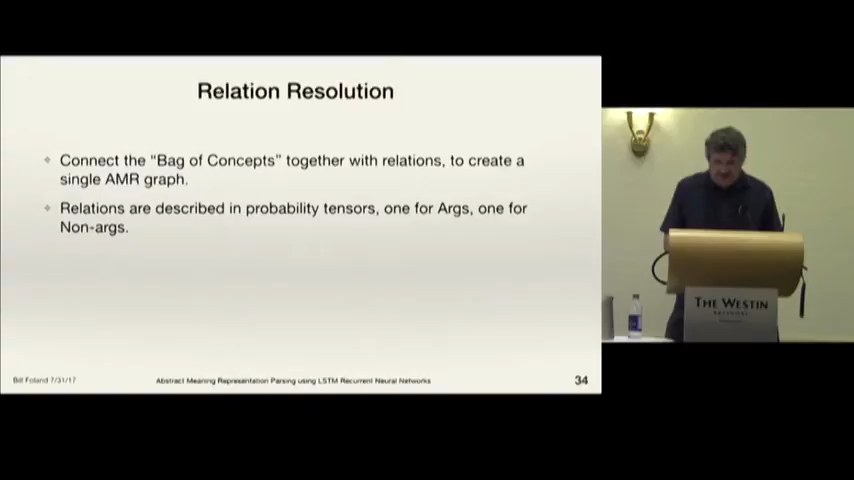 Relation Resolution
Connect the “Bag of Concepts” together with relations, to create a
single AMR graph.
Relations are described in probability tensors, one for Args, one for
Non-args.
Bill Foland 7/31/17
Abstract Meaning Representation Parsing using LSTM Recurrent Neural Networks
34
THE WESTIN